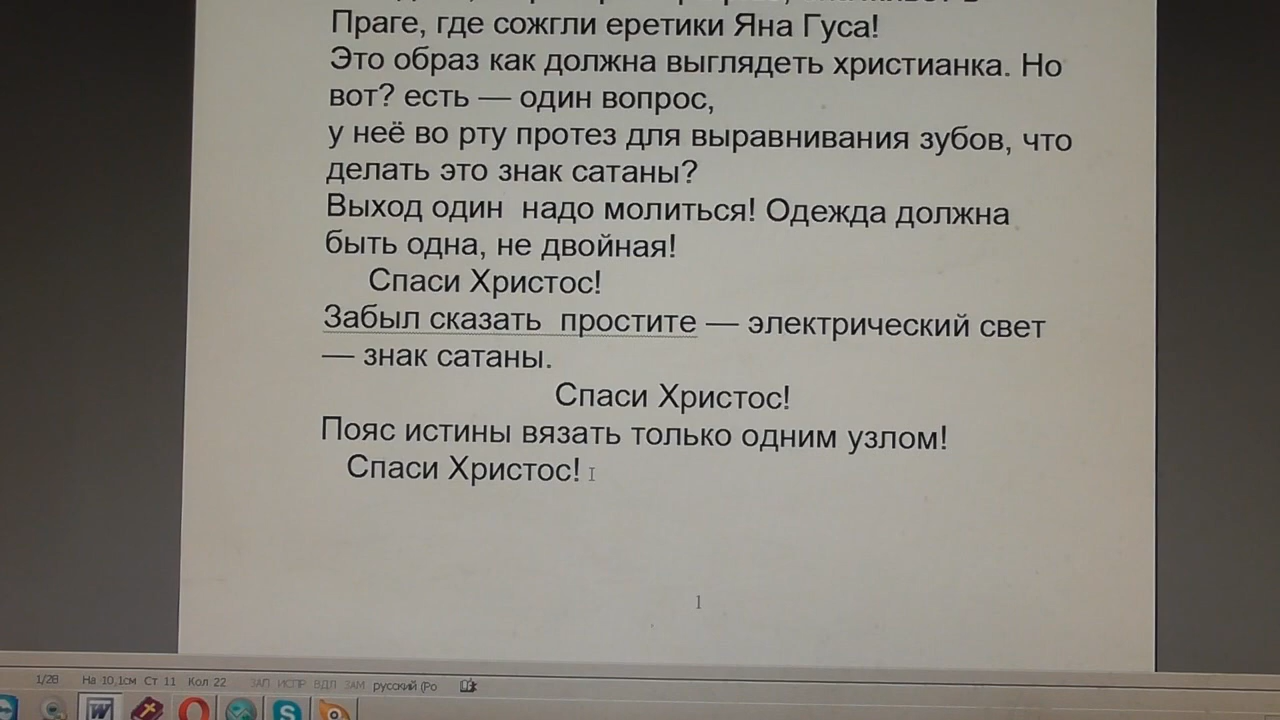 Праге, где сожгли еретики Яна Гуса!
Это образ как должна выглядеть христианка. Но
вот? есть — один вопрос,
у неё во рту протез для выравнивания зубов, что
делать это знак сатаны?
Выход один надо молиться! Одежда должна
быть одна, не двойная!
Спаси Христос!
Забыл сказать простите — электрический свет
— знак сатаны.
Спаси Христос!
Пояс истины вязать только одним узлом!
Спаси Христос!
1
1/28 На 10,1см Ст 11 Кол 22 ЗАП ИСПР ВДЛ ЗАМ русский (Ро